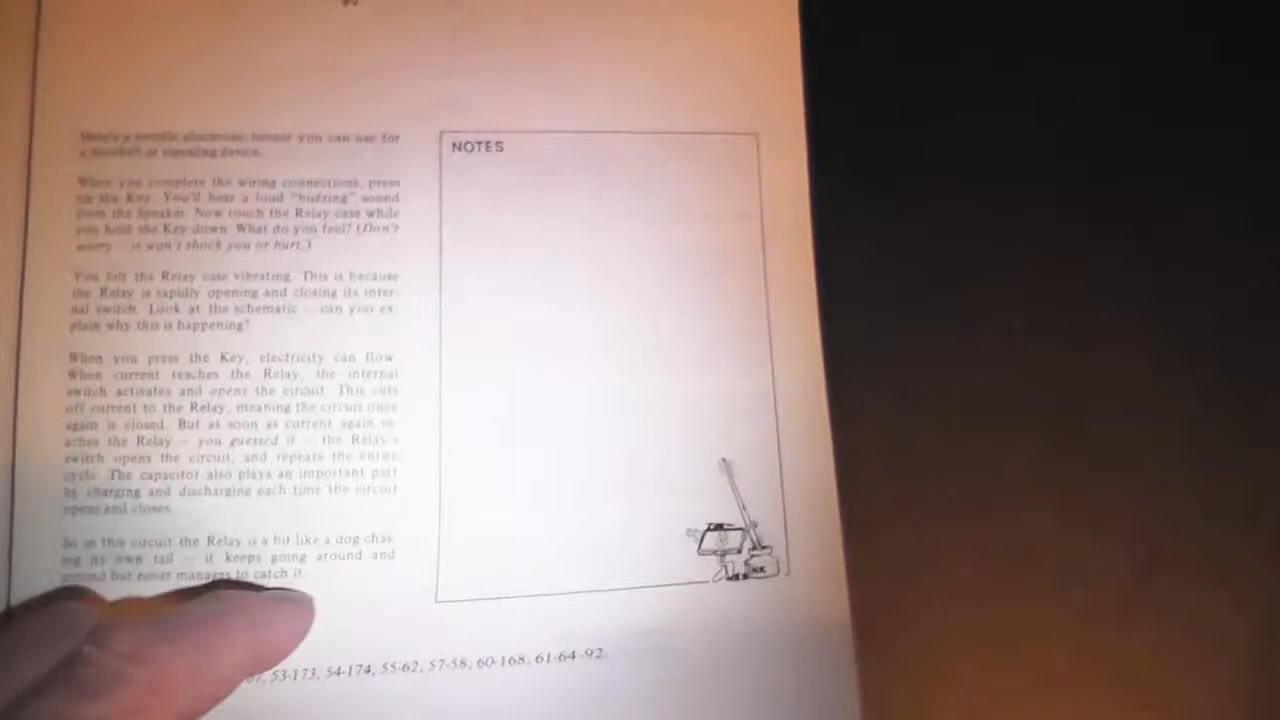 Here's a terrific electronic buzzer you can use for
a doorbell or signaling device.
When you complete the wiring connections, press
on the Key. You'll hear a loud "buzzing" sound
from the Speaker. Now touch the Relay case while
you hold the Key down. What do you feel? (Don't
worry – it won't shock you or hurt.)
You felt the Relay case vibrating. This is because
the Relay is rapidly opening and closing its inter-
nal switch. Look at the schematic – can you ex-
plain why this is happening?
When you press the Key, electricity can flow.
When current reaches the Relay, the internal
switch activates and opens the circuit. This cuts
off current to the Relay, meaning the circuit once
again is closed. But as soon as current again re-
aches the Relay – you guessed it – the Relay's
switch opens the circuit, and repeats the entire
cycle. The capacitor also plays an important part
by charging and discharging each time the circuit
opens and closes.
So in this circuit the Relay is a bit like a dog chas-
ing its own tail – it keeps going around and
around but never manages to catch it.
NOTES
INK
53-173, 54-174, 55-62, 57-58, 60-168, 61-64-92.